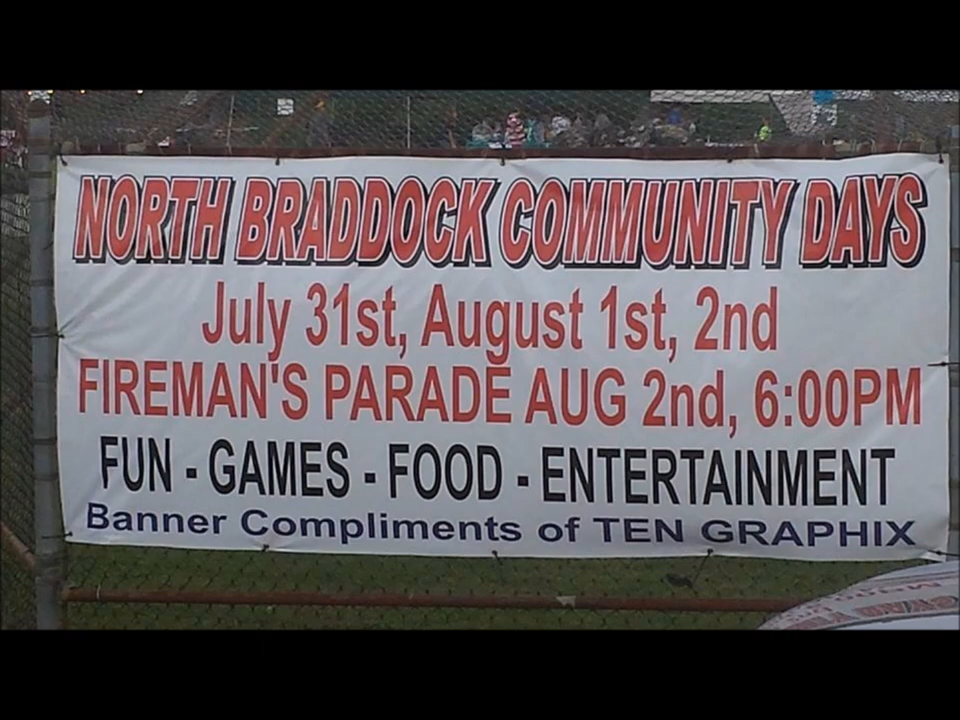 NORTH BRADDOCK COMMUNITY DAYS
July 31st, August 1st, 2nd
FIREMAN'S PARADE AUG 2nd, 6:00PM
FUN - GAMES - FOOD - ENTERTAINMENT
Banner Compliments of TEN GRAPHIX